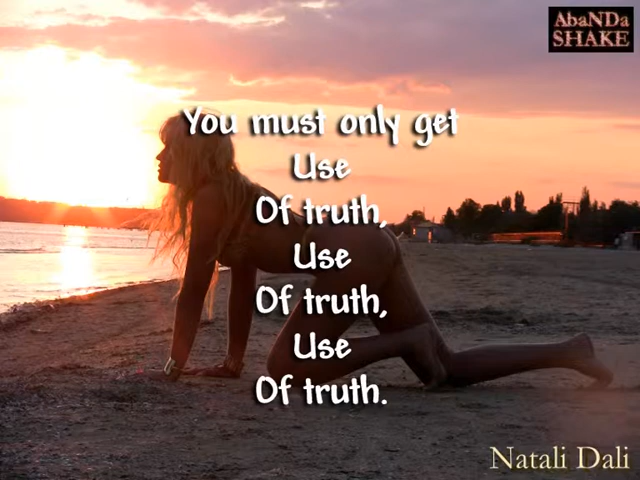 AbaNDa
SHAKE
You must only get
Use
Of truth,
Use
Of truth,
Use
Of truth.
Natali Dali